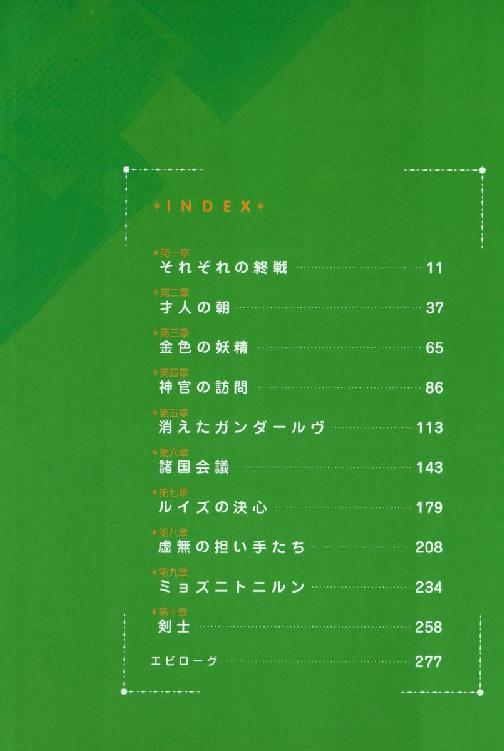 *INDEX*
*第一章
それぞれの終戦 11
*第二章
才人の朝 37
*第三章
金色の妖精 65
*第四章
神官の訪問 86
*第五章
消えたガンダールヴ 113
*第六章
諸国会議 143
*第七章
ルイズの決心 179
*第八章
虚無の担い手たち 208
*第九章
ミョズニトニルン 234
*第十章
剣士 258
エピローグ 277